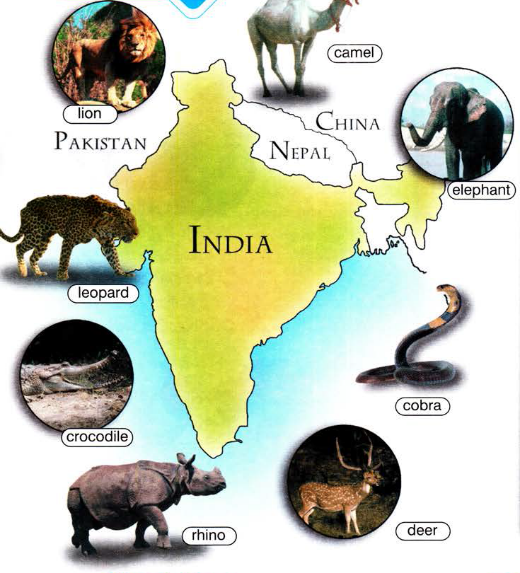 camel
lion
PAKISTAN
CHINA
NEPAL
elephant
INDIA
leopard
cobra
crocodile
deer
rhino